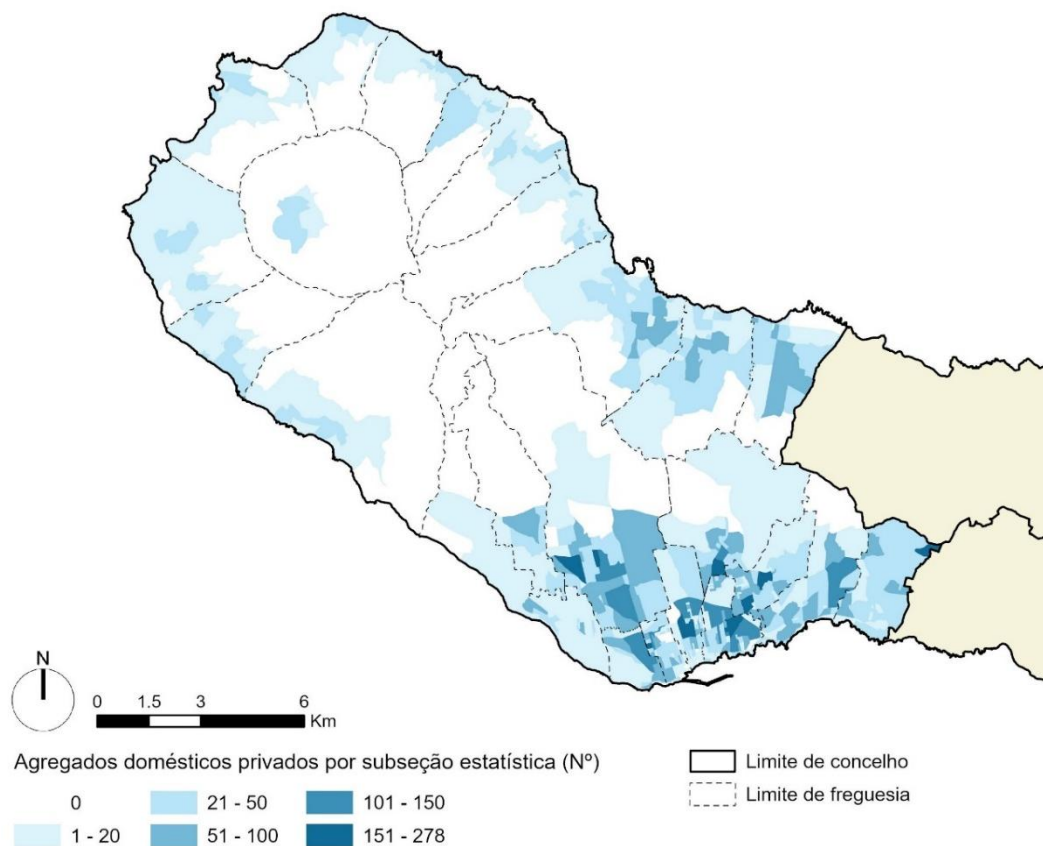 N
0 1.5 3 6
Km
Agregados domésticos privados por subseção estatística (Nº)
0 21 - 50 101 - 150
1 - 20 51 - 100 151 - 278
Limite de concelho
Limite de freguesia